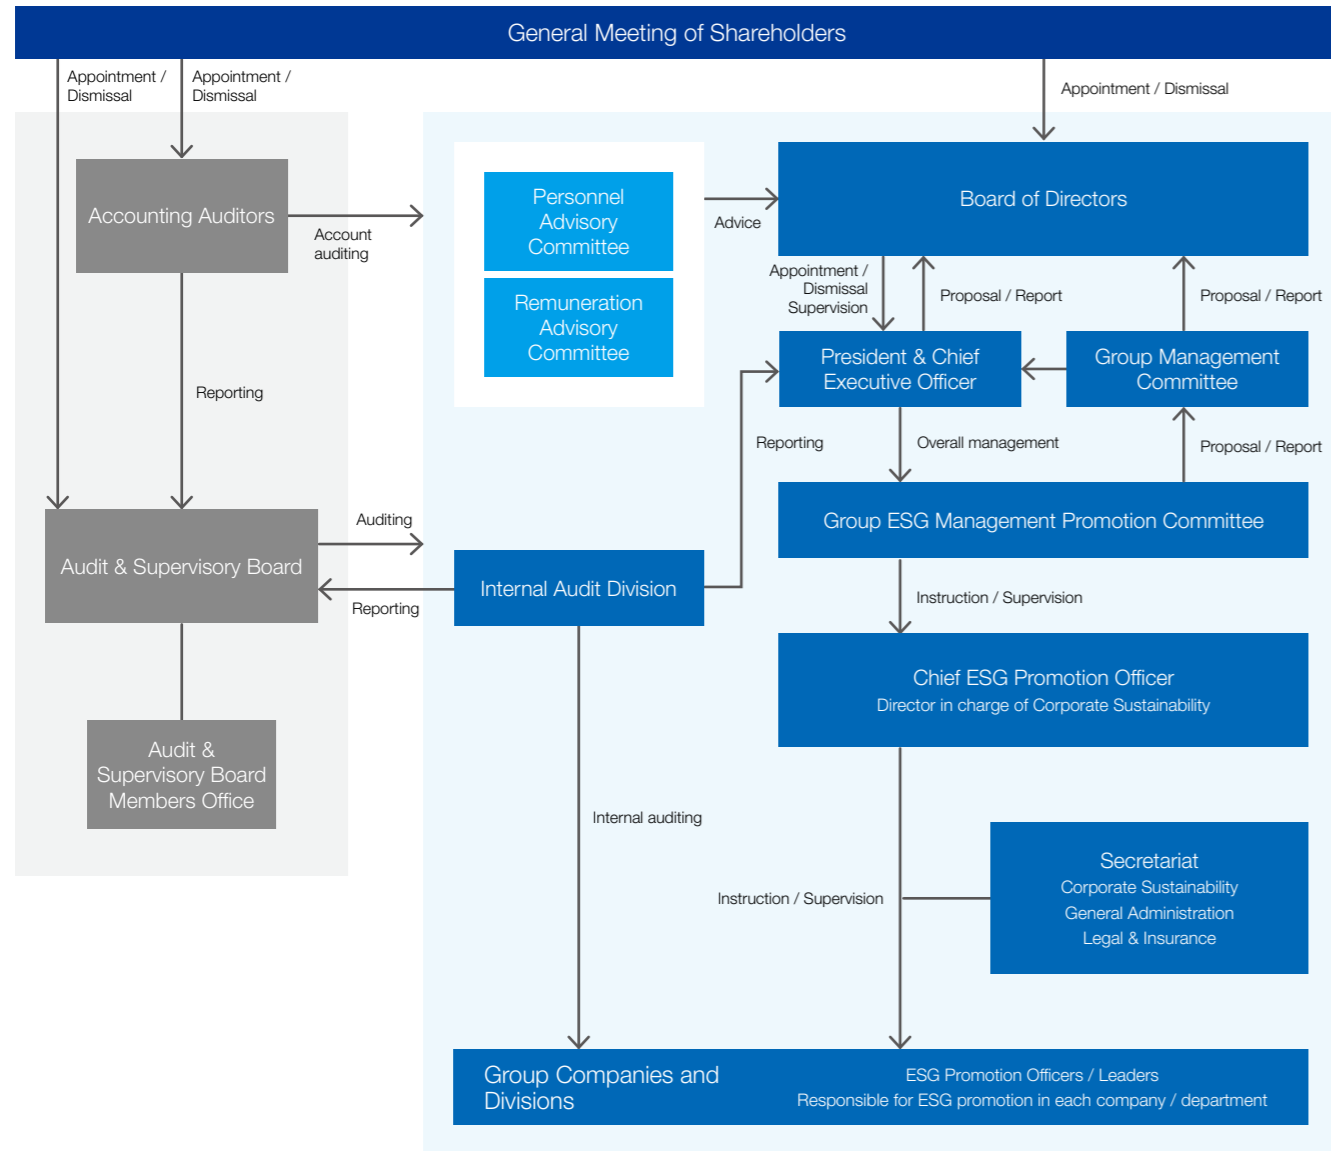 General Meeting of Shareholders
Appointment /
Dismissal
Appointment /
Dismissal
Appointment / Dismissal
Accounting Auditors
Account
auditing
Personnel
Advisory
Committee
Remuneration
Advisory
Committee
Advice
Board of Directors
Appointment /
Dismissal
Supervision
Proposal / Report
Proposal / Report
President & Chief
Executive Officer
Group Management
Committee
Reporting
Reporting
Overall management
Proposal / Report
Group ESG Management Promotion Committee
Auditing
Audit & Supervisory Board
Reporting
Internal Audit Division
Instruction / Supervision
Chief ESG Promotion Officer
Director in charge of Corporate Sustainability
Audit &
Supervisory Board
Members Office
Internal auditing
Instruction / Supervision
Secretariat
Corporate Sustainability
General Administration
Legal & Insurance
Group Companies and
Divisions
ESG Promotion Officers / Leaders
Responsible for ESG promotion in each company / department